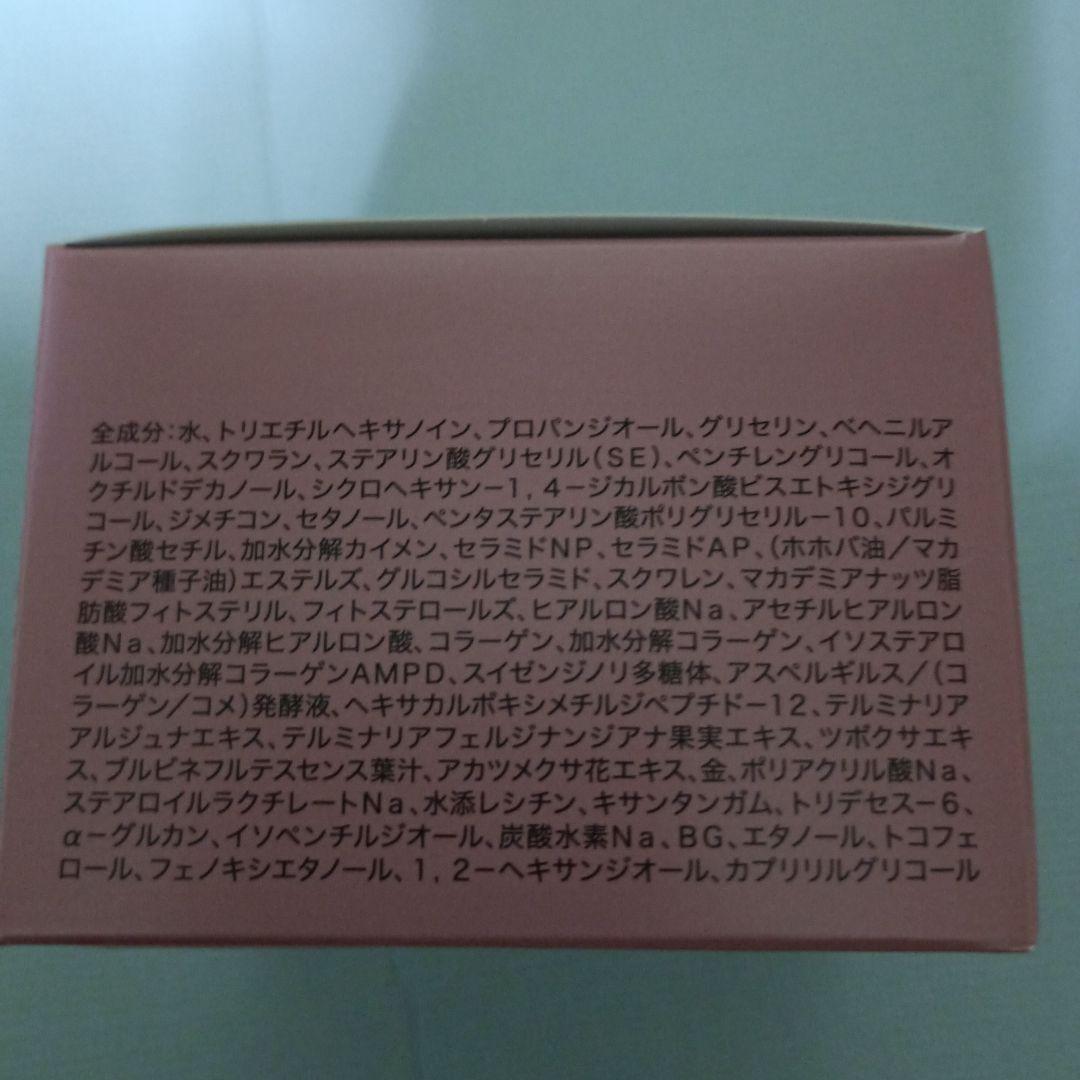 全成分：水、トリエチルヘキサノイン、プロパンジオール、グリセリン、ベヘニルア
ルコール、スクワラン、ステアリン酸グリセリル(SE)、ペンチレングリコール、オ
クチルドデカノール、シクロヘキサン－1，4－ジカルボン酸ビスエトキシジグリ
コール、ジメチコン、セタノール、ペンタステアリン酸ポリグリセリル－10、パルミ
チン酸セチル、加水分解カイメン、セラミドNP、セラミドAP、(ホホバ油／マカ
デミア種子油)エステルズ、グルコシルセラミド、スクワレン、マカデミアナッツ脂
肪酸フィトステリル、フィトステロールズ、ヒアルロン酸Na、アセチルヒアルロン
酸Na、加水分解ヒアルロン酸、コラーゲン、加水分解コラーゲン、イソステアロ
イル加水分解コラーゲンAMPD、スイゼンジノリ多糖体、アスペルギルス／(コ
ラーゲン／コメ)発酵液、ヘキサカルボキシメチルジペプチド－12、テルミナリア
アルジュナエキス、テルミナリアフェルジナンジアナ果実エキス、ツボクサエキ
ス、ブルビネフルテスセンス葉汁、アカツメクサ花エキス、金、ポリアクリル酸Na、
ステアロイルラクチレートNa、水添レシチン、キサンタンガム、トリデセス－6、
α－グルカン、イソペンチルジオール、炭酸水素Na、BG、エタノール、トコフェ
ロール、フェノキシエタノール、1，2－ヘキサンジオール、カプリリルグリコール